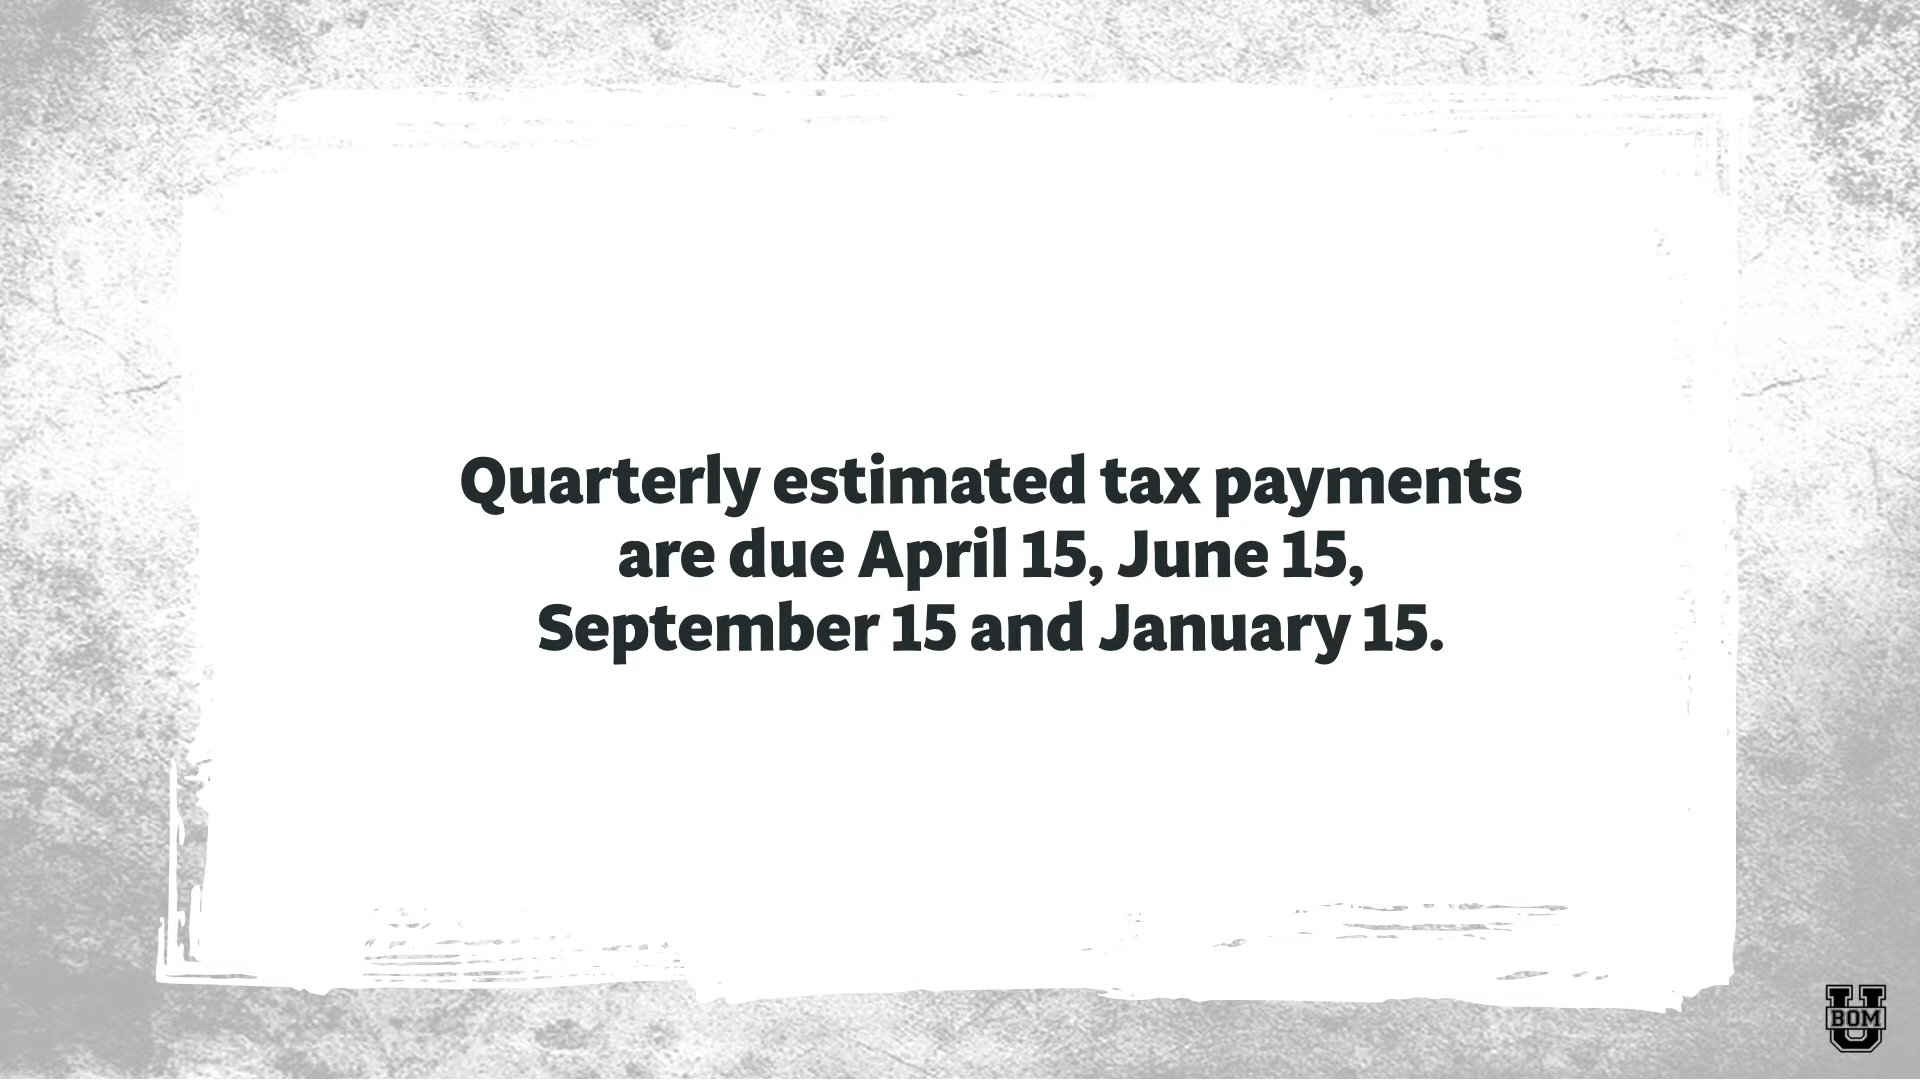 Quarterly estimated tax payments
are due April 15, June 15,
September 15 and January 15.
U
BOM